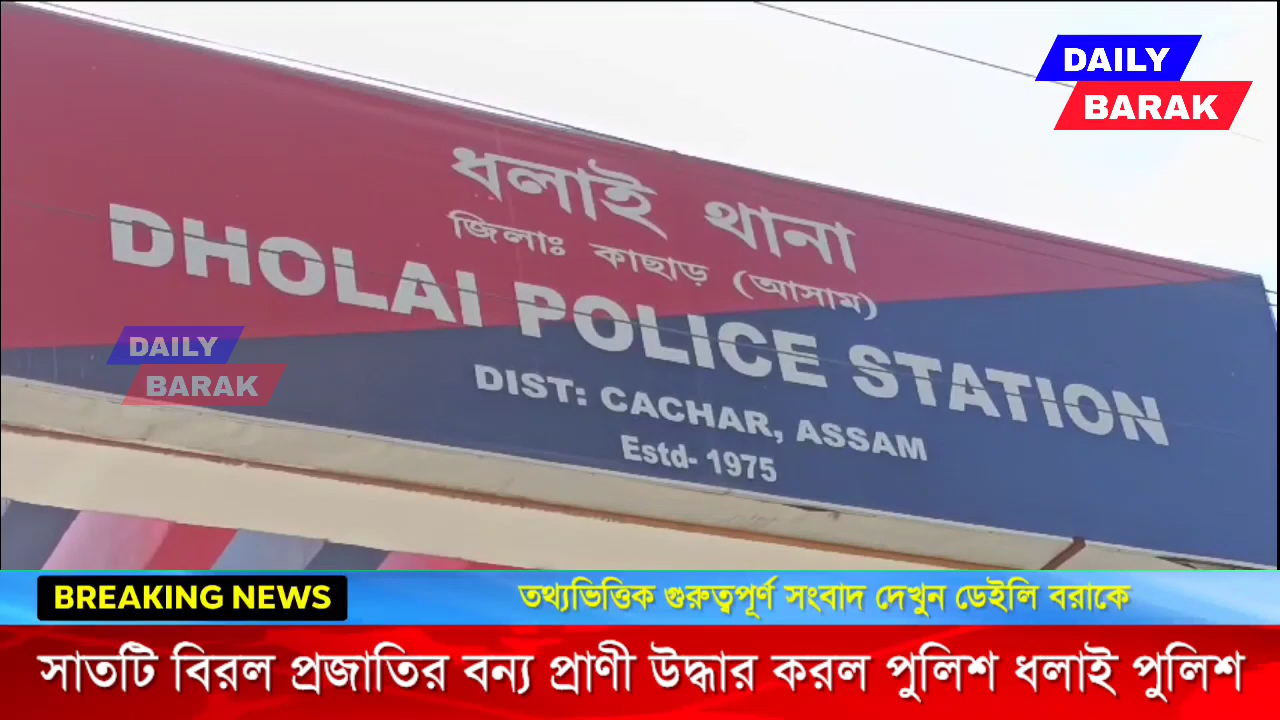 DAILY
BARAK
ধলাই থানা
জিলাঃ কাছাড় (আসাম)
DHOLAI POLICE STATION
DIST: CACHAR, ASSAM
Estd- 1975
DAILY
BARAK
BREAKING NEWS
তথ্যভিত্তিক গুরুত্বপূর্ণ সংবাদ দেখুন ডেইলি বরাকে
সাতটি বিরল প্রজাতির বন্য প্রাণী উদ্ধার করল পুলিশ ধলাই পুলিশ